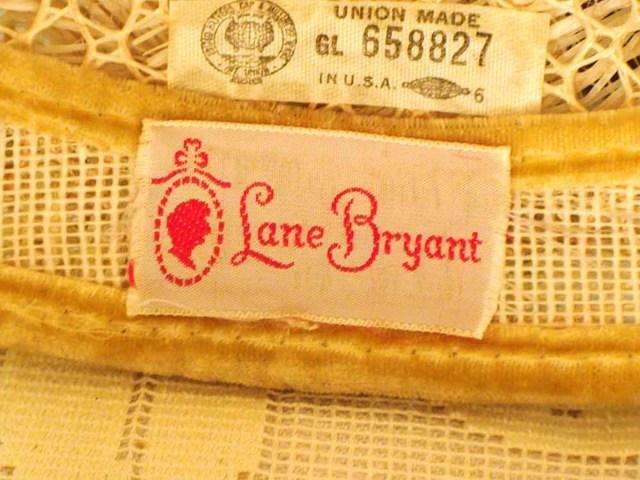 UNION MADE
GL 658827
IN U.S.A.
6
Lane Bryant